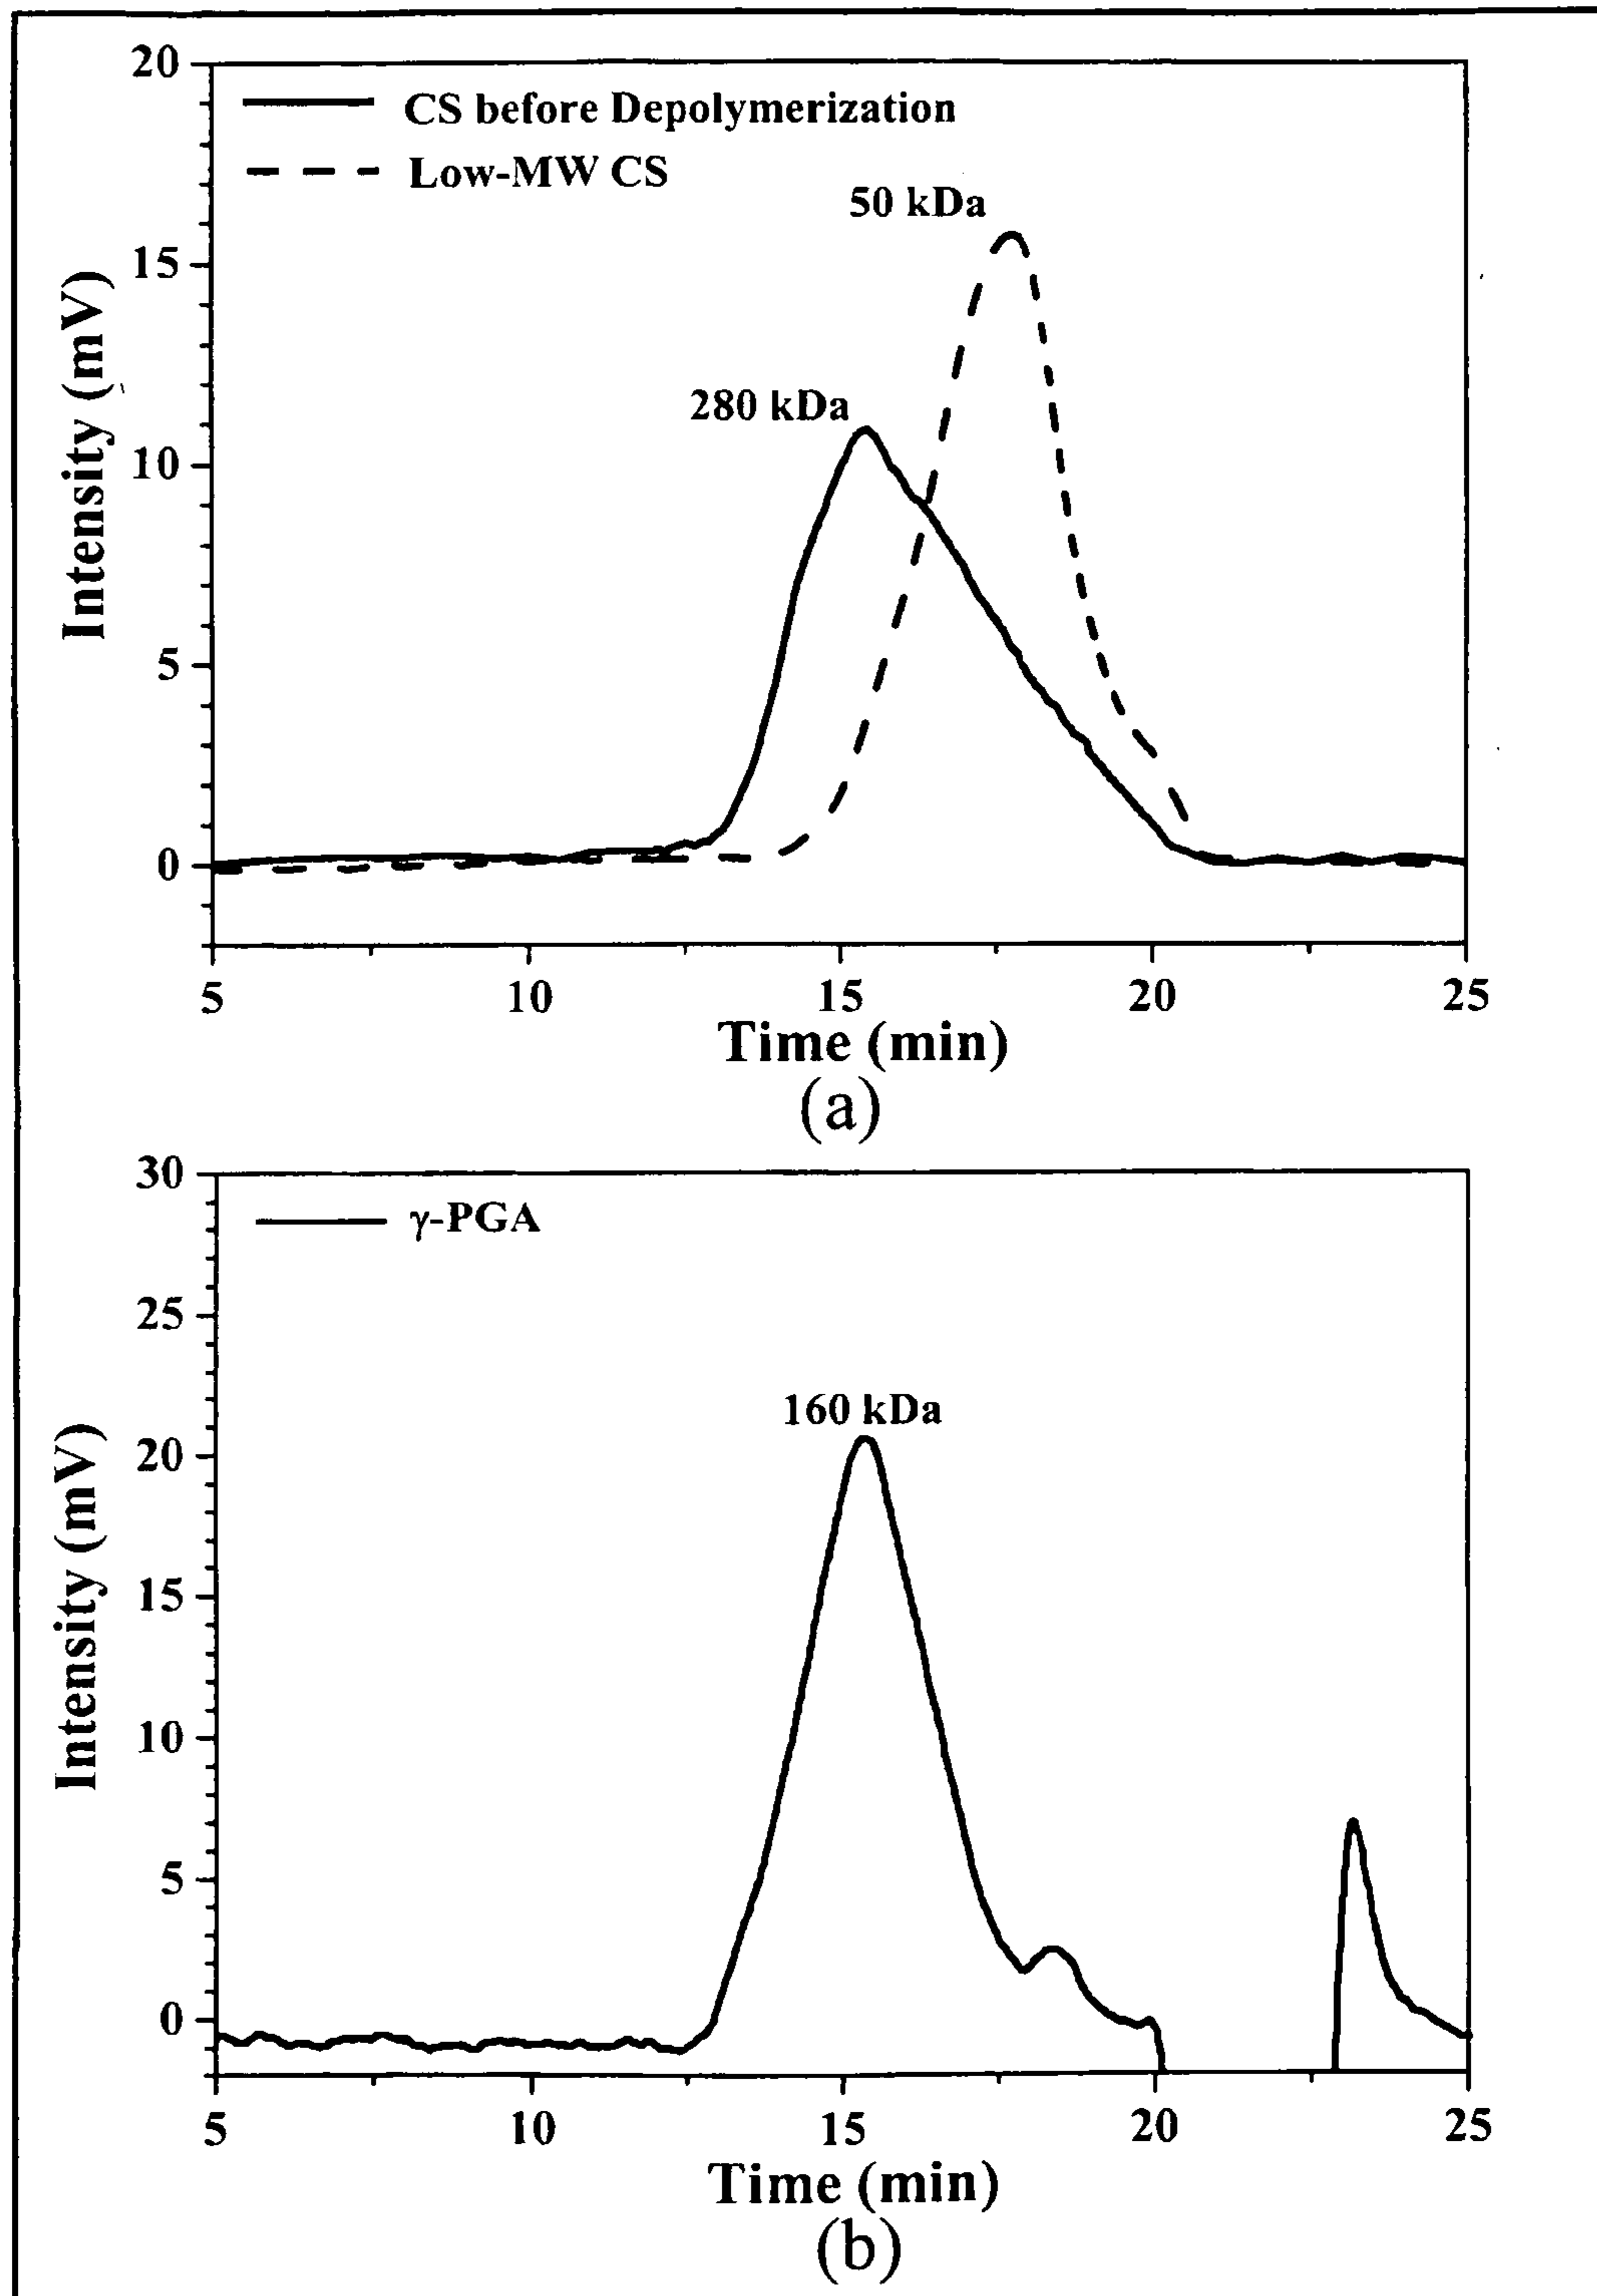 20
CS before Depolymerization
Low-MW CS
50 kDa
15
280 kDa
10
5
0
Intensity (mV)
5 10 15 20 25
Time (min)
(a)
30
γ-PGA
25
160 kDa
20
15
10
5
0
Intensity (mV)
5 10 15 20 25
Time (min)
(b)